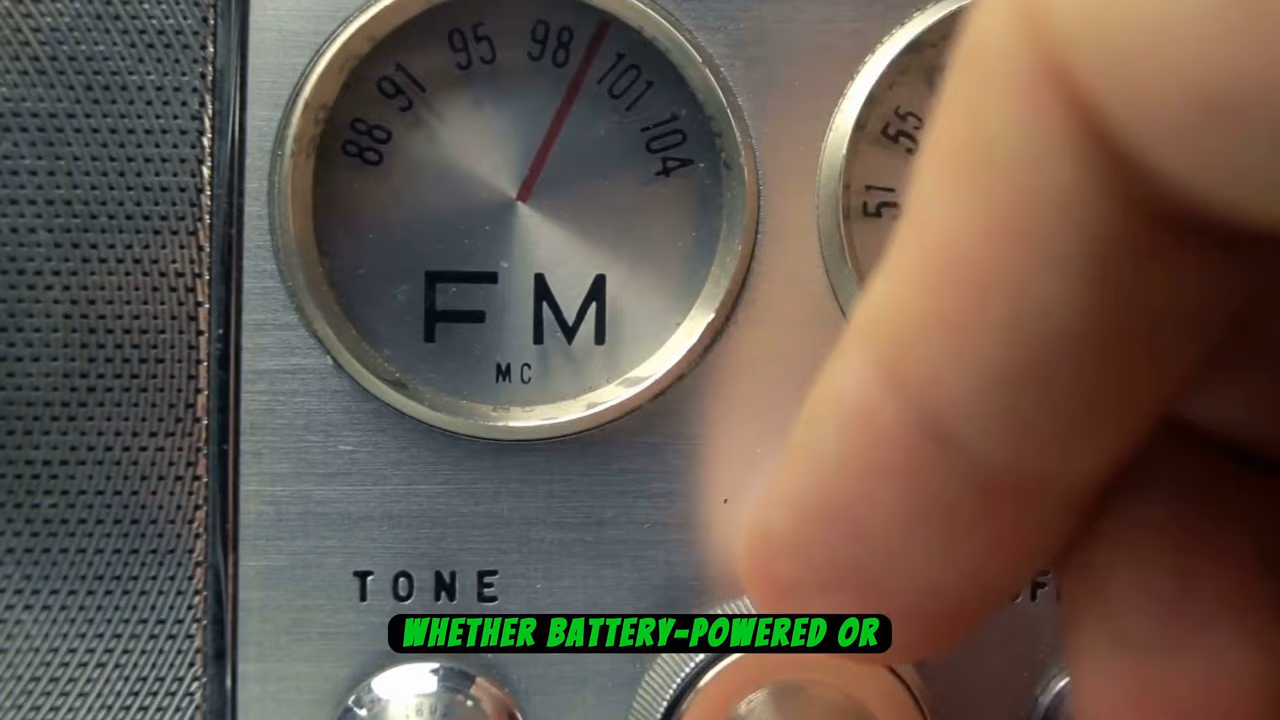 88 91 95 98 101 104
55
51
FM
MC
TONE
WHETHER BATTERY-POWERED OR